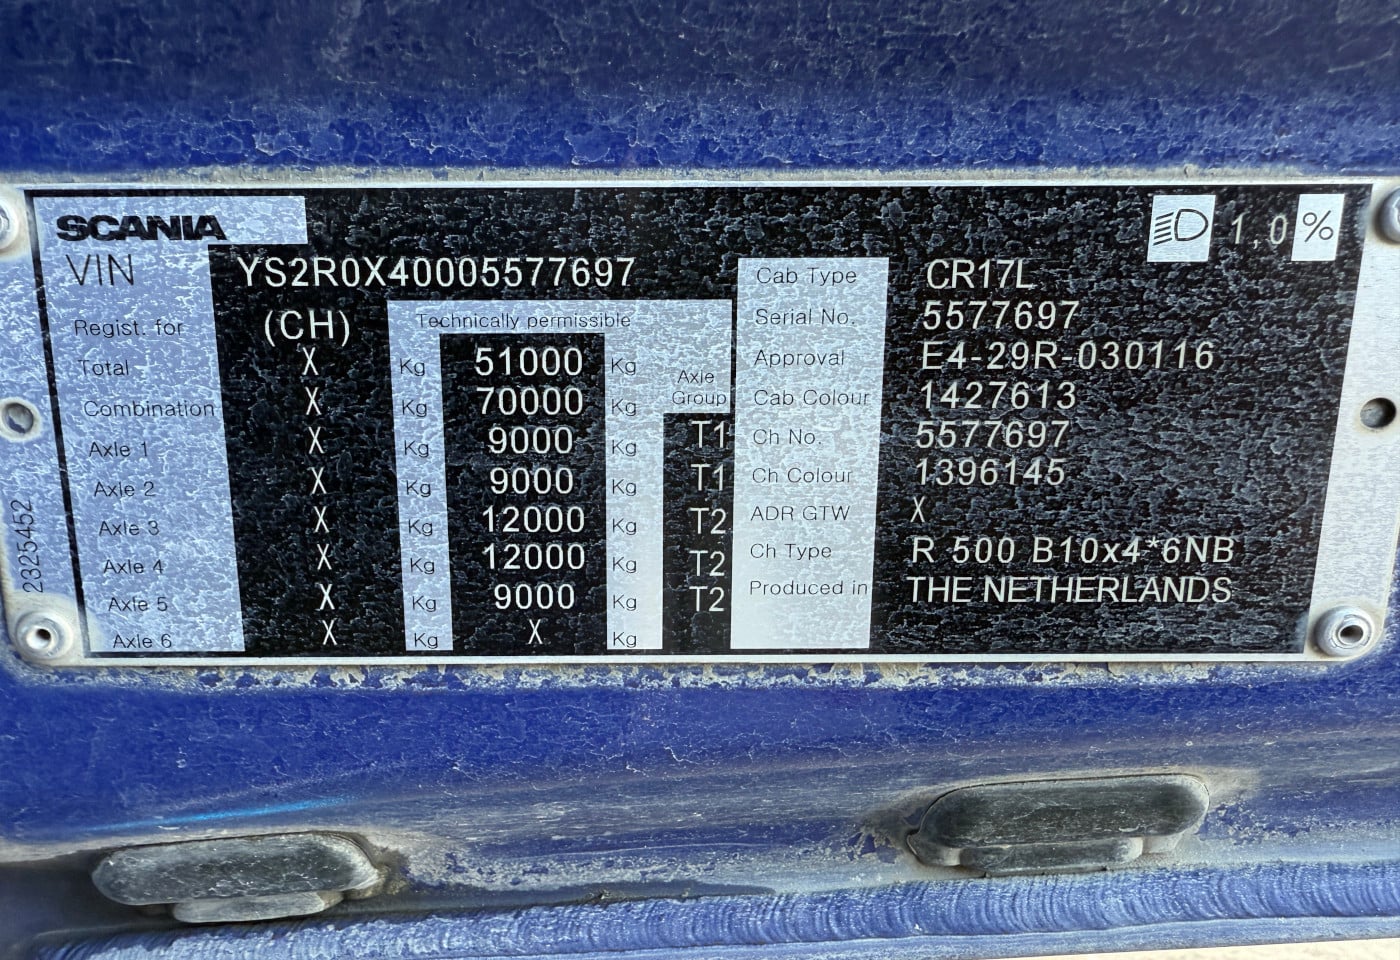 SCANIA
1,0 %
VIN YS2R0X40005577697
Regist. for (CH)
Technically permissible
Total X Kg 51000 Kg
Combination X Kg 70000 Kg
Axle Group
Axle 1 X Kg 9000 Kg T1
Axle 2 X Kg 9000 Kg T1
Axle 3 X Kg 12000 Kg T2
Axle 4 X Kg 12000 Kg T2
Axle 5 X Kg 9000 Kg T2
Axle 6 X Kg X Kg
Cab Type CR17L
Serial No. 5577697
Approval E4-29R-030116
Cab Colour 1427613
Ch No. 5577697
Ch Colour 1396145
ADR GTW X
Ch Type R 500 B10x4*6NB
Produced in THE NETHERLANDS
2325452